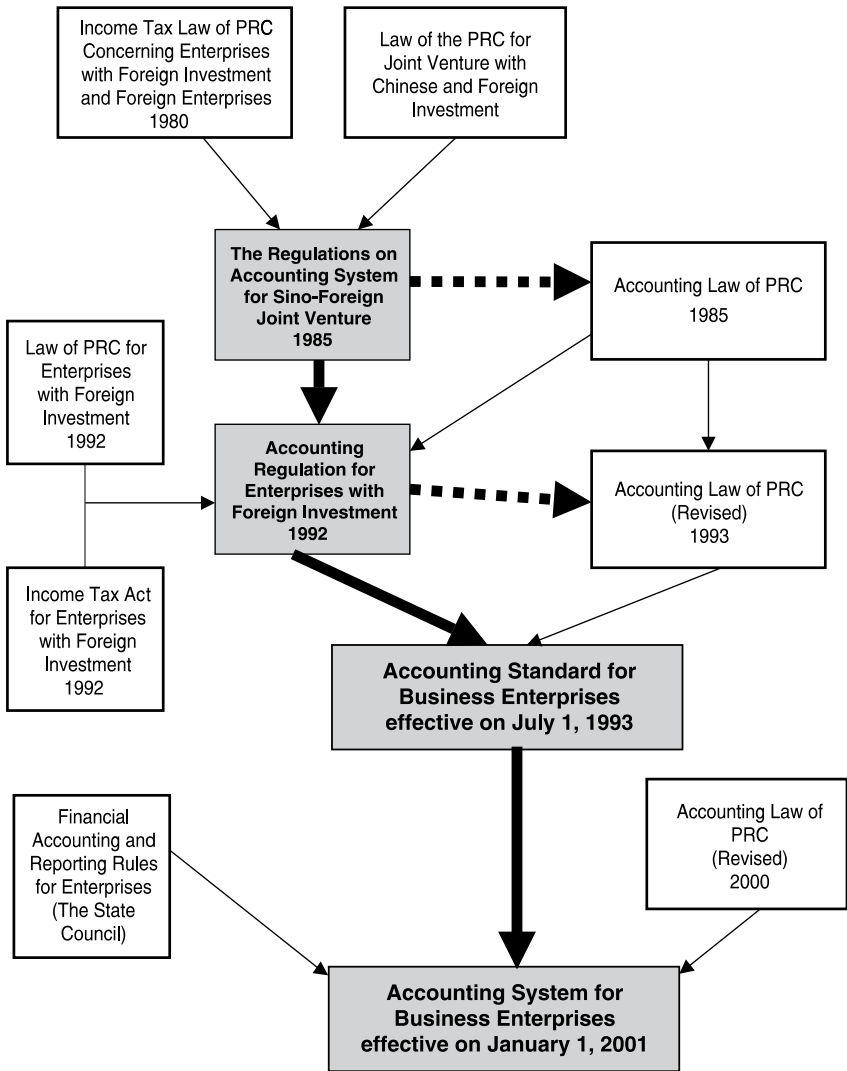 Income Tax Law of PRC
Concerning Enterprises
with Foreign Investment
and Foreign Enterprises
1980
Law of the PRC for
Joint Venture with
Chinese and Foreign
Investment
The Regulations on
Accounting System
for Sino-Foreign
Joint Venture
1985
Accounting Law of PRC
1985
Law of PRC for
Enterprises
with Foreign
Investment
1992
Accounting
Regulation for
Enterprises with
Foreign Investment
1992
Accounting Law of PRC
(Revised)
1993
Income Tax Act
for Enterprises
with Foreign
Investment
1992
Accounting Standard for
Business Enterprises
effective on July 1, 1993
Financial
Accounting and
Reporting Rules
for Enterprises
(The State
Council)
Accounting Law of
PRC
(Revised)
2000
Accounting System for
Business Enterprises
effective on January 1, 2001